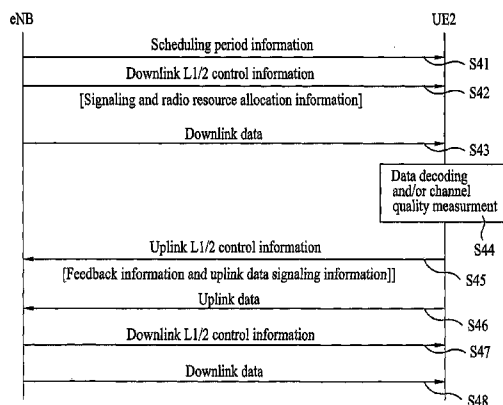 eNB
UE2
Scheduling period information
S41
Downlink L1/2 control information
S42
[Signaling and radio resource allocation information]
Downlink data
S43
Data decoding
and/or channel
quality measurment
S44
Uplink L1/2 control information
S45
[Feedback information and uplink data signaling information]]
Uplink data
S46
Downlink L1/2 control information
S47
Downlink data
S48